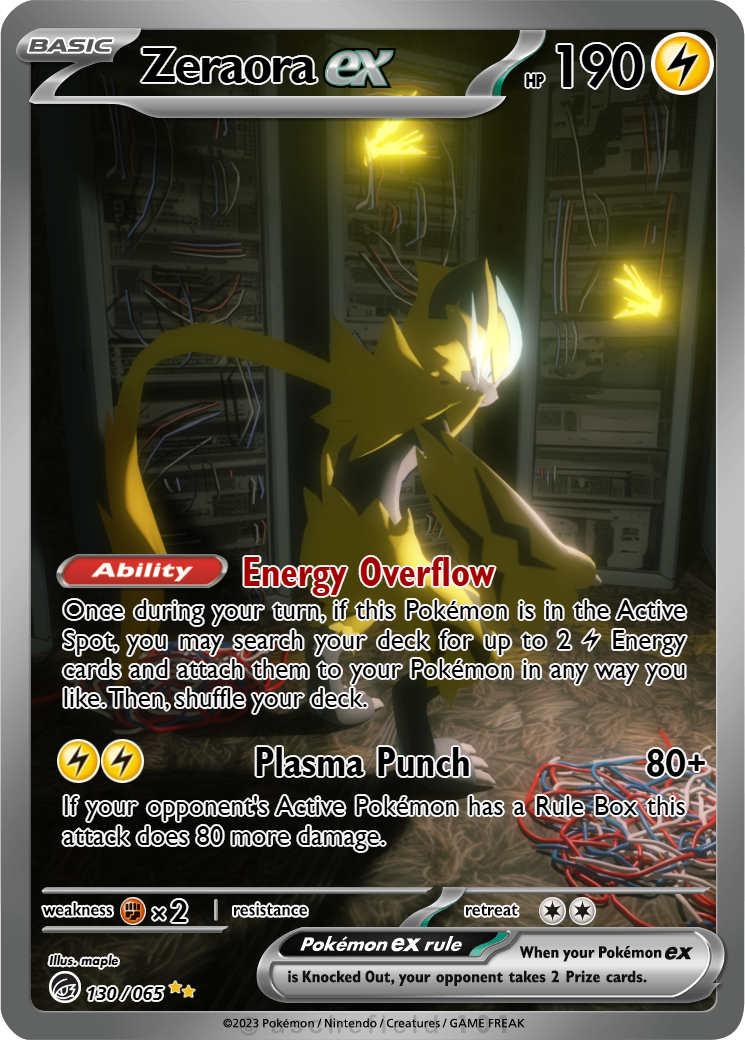 BASIC Zeraora ex HP 190
Ability Energy Overflow
Once during your turn, if this Pokémon is in the Active
Spot, you may search your deck for up to 2 Energy
cards and attach them to your Pokémon in any way you
like. Then, shuffle your deck.
Plasma Punch 80+
If your opponent's Active Pokémon has a Rule Box this
attack does 80 more damage.
weakness ×2 resistance retreat
Pokémon ex rule When your Pokémon ex
is Knocked Out, your opponent takes 2 Prize cards.
Illus. maple
130/065
©2023 Pokémon / Nintendo / Creatures / GAME FREAK